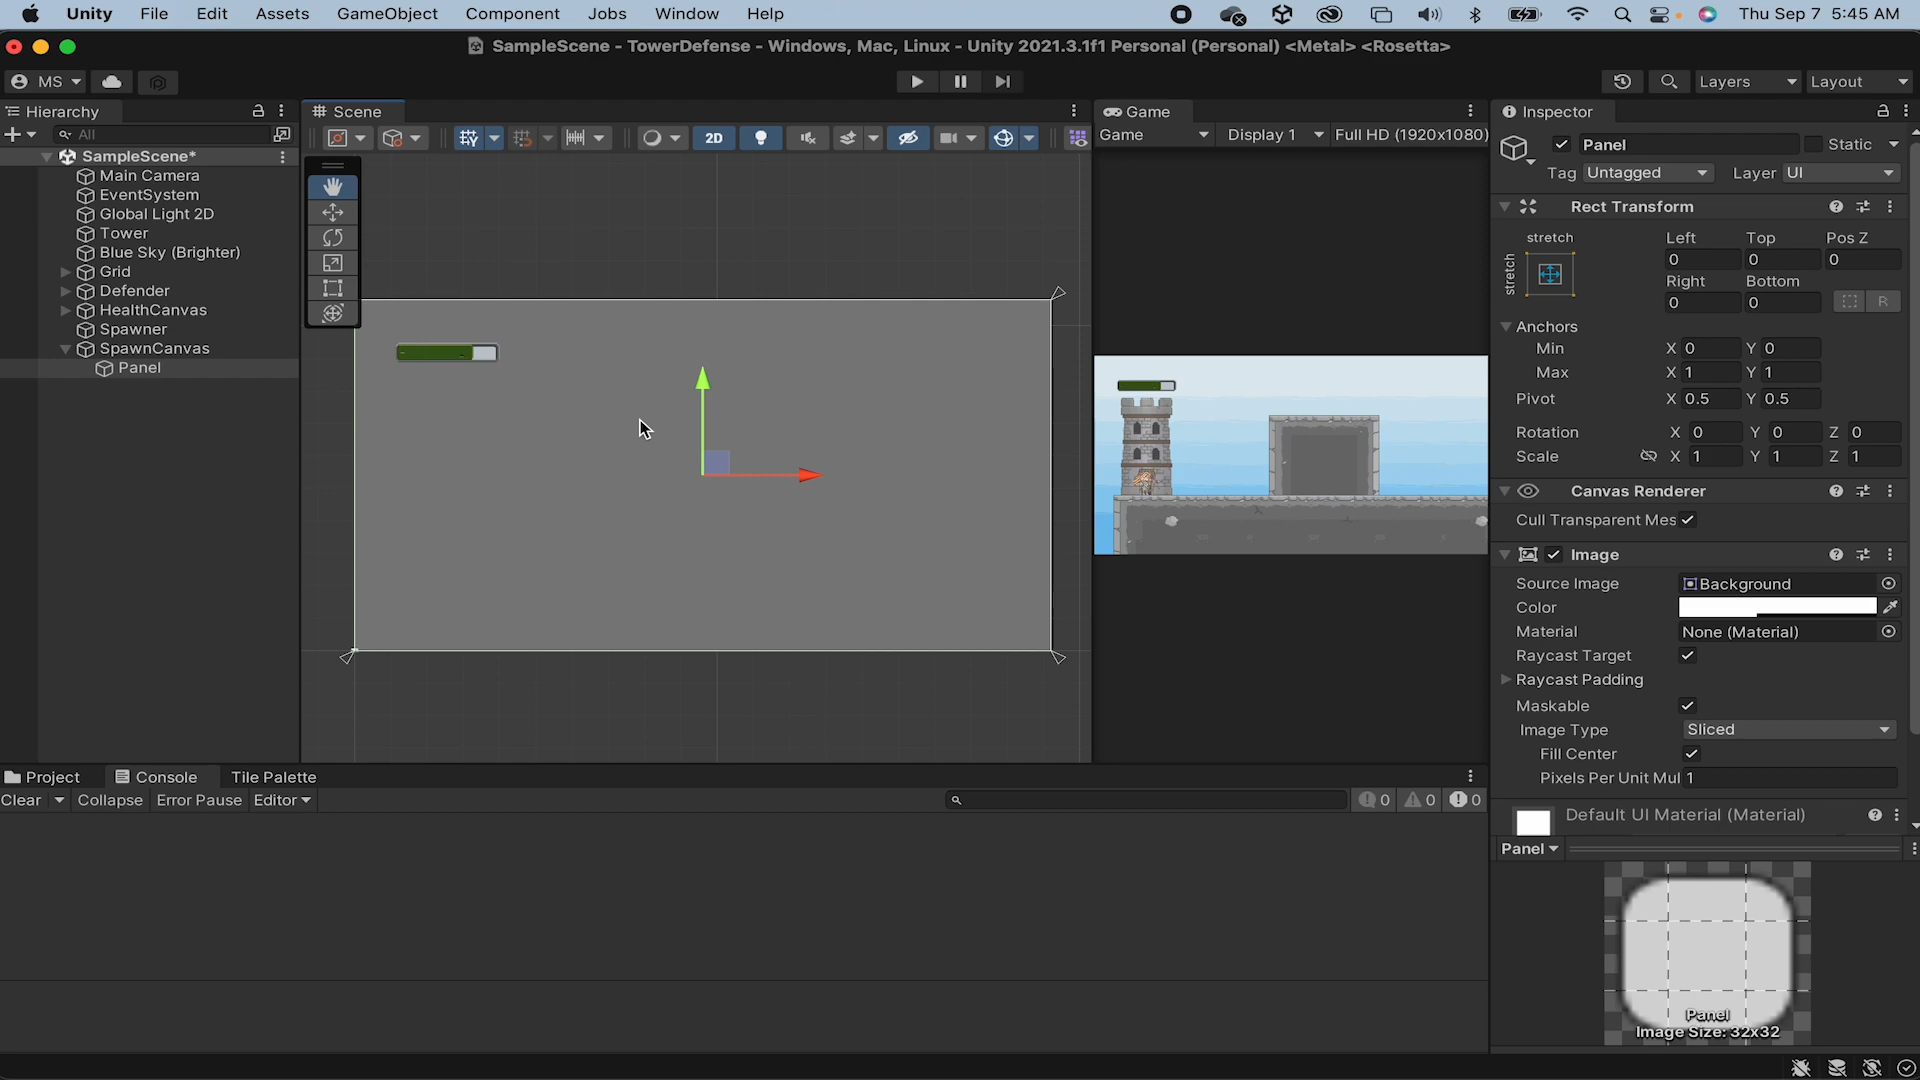 Unity File Edit Assets GameObject Component Jobs Window Help Thu Sep 7 5:45 AM
SampleScene - TowerDefense - Windows, Mac, Linux - Unity 2021.3.1f1 Personal (Personal) <Metal> <Rosetta>
MS Layers Layout
Hierarchy
All
SampleScene*
Main Camera
EventSystem
Global Light 2D
Tower
Blue Sky (Brighter)
Grid
Defender
HealthCanvas
Spawner
SpawnCanvas
Panel
Scene
2D
Game
Game Display 1 Full HD (1920x1080)
Inspector
Panel Static
Tag Untagged Layer UI
Rect Transform
stretch Left Top Pos Z
stretch
0 0 0
Right Bottom
0 0 R
Anchors
Min X 0 Y 0
Max X 1 Y 1
Pivot X 0.5 Y 0.5
Rotation X 0 Y 0 Z 0
Scale X 1 Y 1 Z 1
Canvas Renderer
Cull Transparent Mes
Image
Source Image Background
Color
Material None (Material)
Raycast Target
Raycast Padding
Maskable
Image Type Sliced
Fill Center
Pixels Per Unit Mul 1
Default UI Material (Material)
Panel
Panel
Image Size: 32x32
Project Console Tile Palette
Clear Collapse Error Pause Editor 0 0 0